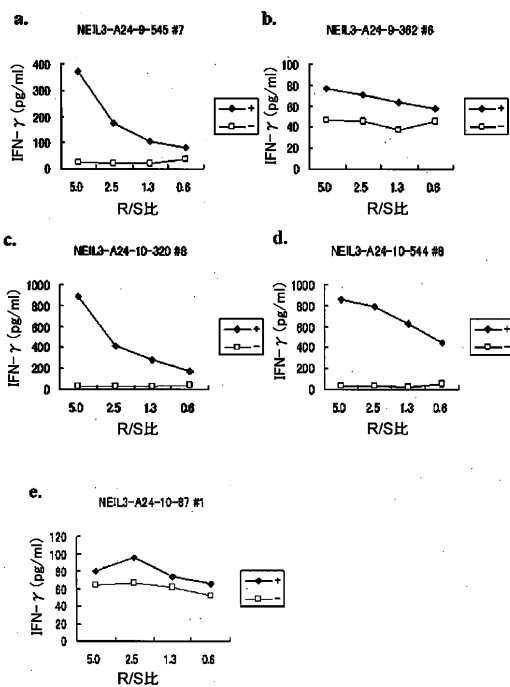 a.
NEIL3-A24-9-545 #7
IFN-γ (pg/ml)
400
300
200
100
0
5.0 2.5 1.3 0.6
R/S比
+
−
b.
NEIL3-A24-9-362 #6
IFN-γ (pg/ml)
100
80
60
40
20
0
5.0 2.5 1.3 0.6
R/S比
+
−
c.
NEIL3-A24-10-320 #8
IFN-γ (pg/ml)
1000
800
600
400
200
0
5.0 2.5 1.3 0.6
R/S比
+
−
d.
NEIL3-A24-10-544 #8
IFN-γ (pg/ml)
1000
800
600
400
200
0
5.0 2.5 1.3 0.6
R/S比
+
−
e.
NEIL3-A24-10-87 #1
IFN-γ (pg/ml)
120
100
80
60
40
20
0
5.0 2.5 1.3 0.6
R/S比
+
−